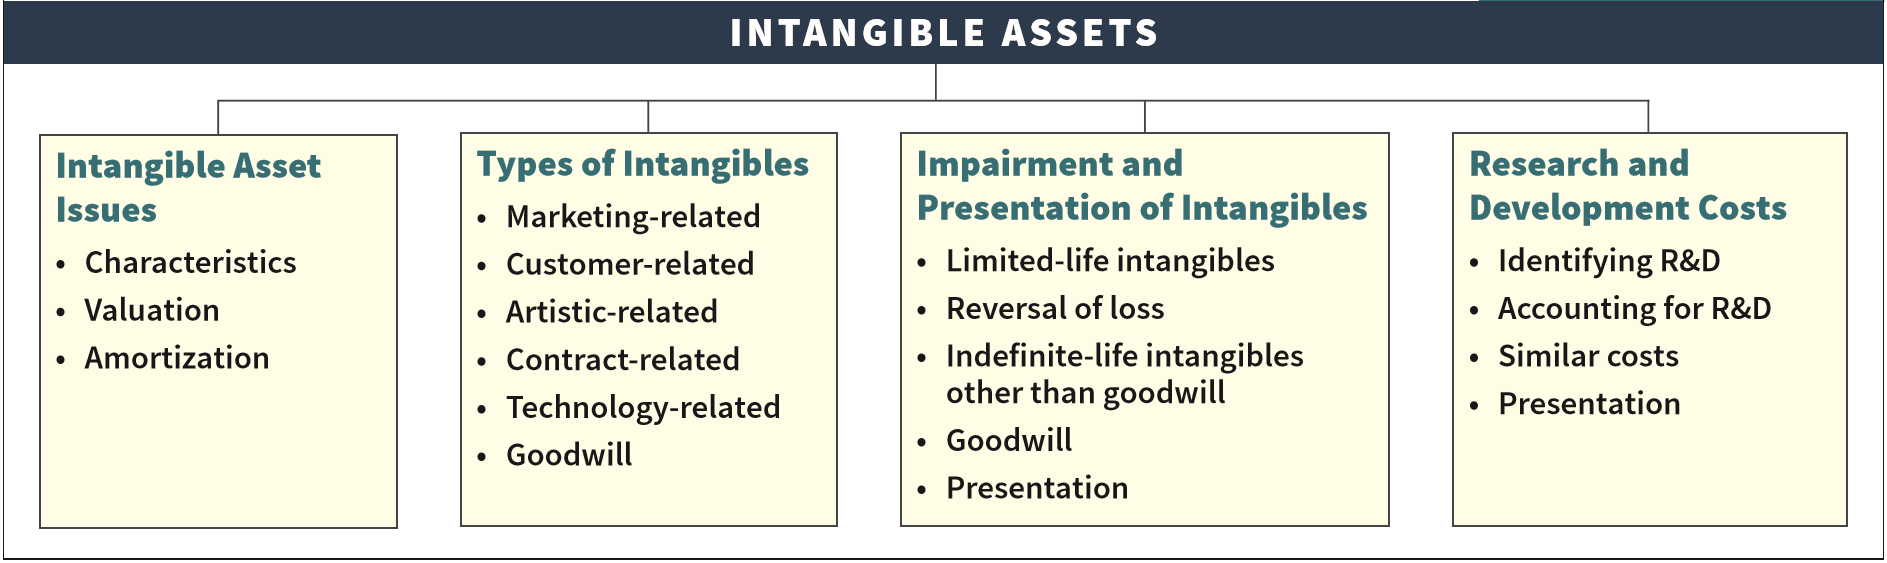 INTANGIBLE ASSETS
Intangible Asset
Issues
• Characteristics
• Valuation
• Amortization
Types of Intangibles
• Marketing-related
• Customer-related
• Artistic-related
• Contract-related
• Technology-related
• Goodwill
Impairment and
Presentation of Intangibles
• Limited-life intangibles
• Reversal of loss
• Indefinite-life intangibles
other than goodwill
• Goodwill
• Presentation
Research and
Development Costs
• Identifying R&D
• Accounting for R&D
• Similar costs
• Presentation